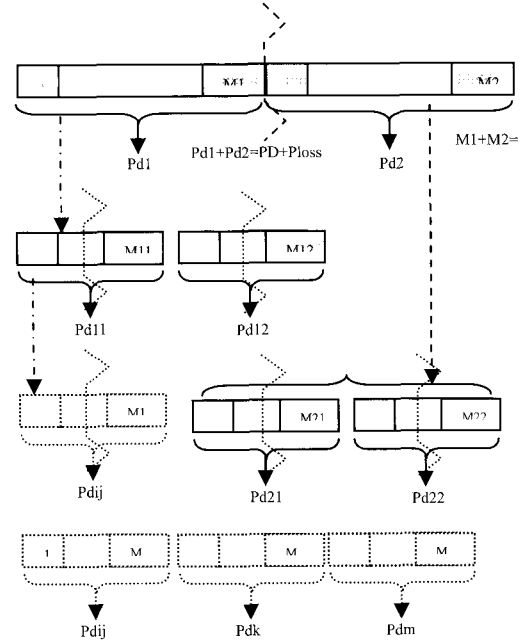 M1 M2
Pd1 Pd1+Pd2=PD+Ploss Pd2 M1+M2=
M11 M12
Pd11 Pd12
M1 M21 M22
Pdij Pd21 Pd22
1 M M M
Pdij Pdk Pdm